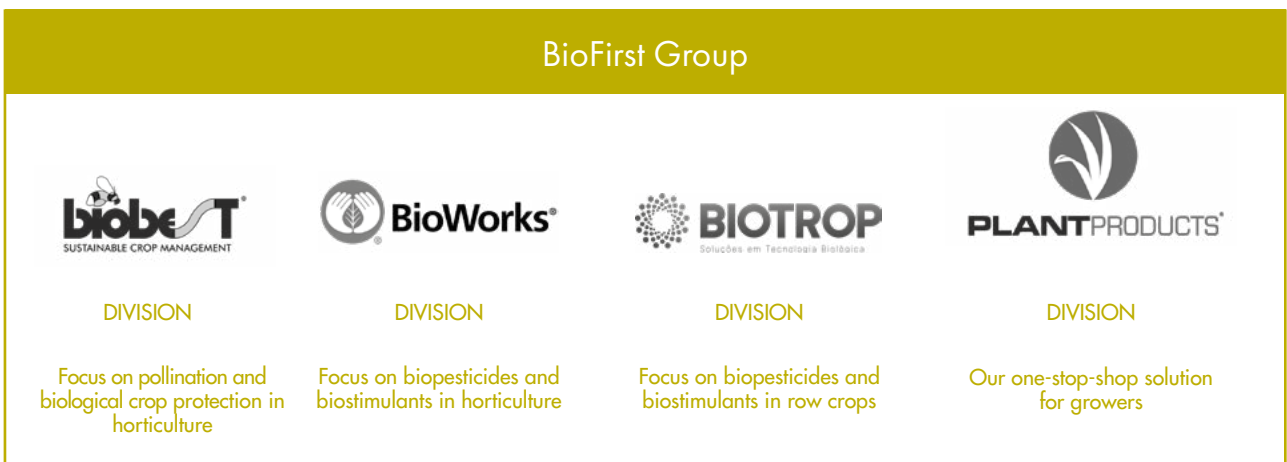 BioFirst Group
biobeST®
SUSTAINABLE CROP MANAGEMENT
BioWorks®
BIOTROP
Soluções em Tecnologia Biológica
PLANTPRODUCTS®
DIVISION
DIVISION
DIVISION
DIVISION
Focus on pollination and
biological crop protection in
horticulture
Focus on biopesticides and
biostimulants in horticulture
Focus on biopesticides and
biostimulants in row crops
Our one-stop-shop solution
for growers